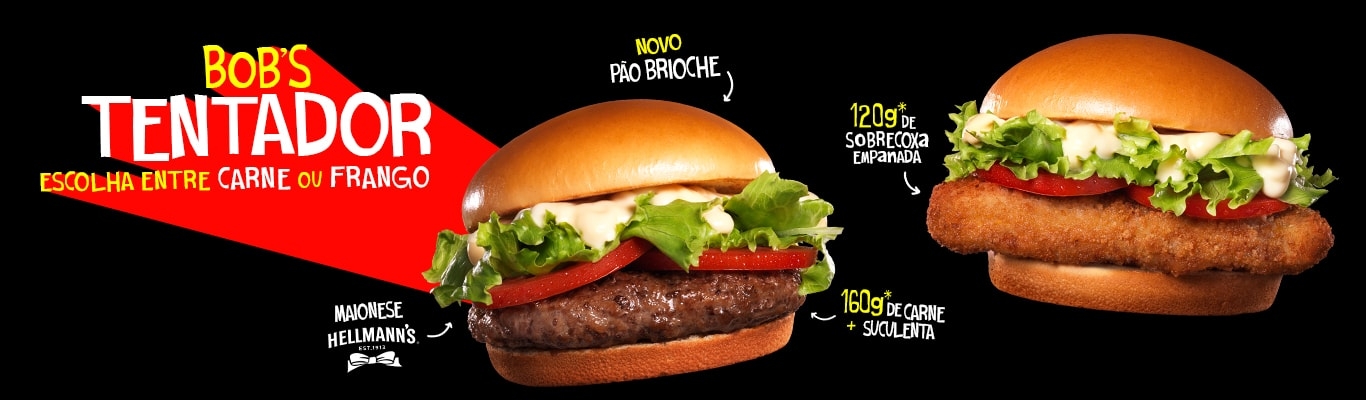 BOB'S
TENTADOR
ESCOLHA ENTRE CARNE OU FRANGO
NOVO
PÃO BRIOCHE
MAIONESE
HELLMANN'S®
EST. 1913
160g* DE CARNE
+ SUCULENTA
120g* DE
SOBRECOXA
EMPANADA